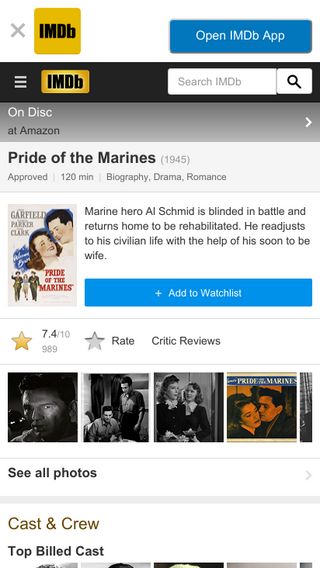 IMDb
Open IMDb App
IMDb
Search IMDb
On Disc
at Amazon
Pride of the Marines (1945)
Approved | 120 min | Biography, Drama, Romance
GARFIELD
PARKER
CLARK
PRIDE
OF THE
MARINES
Marine hero Al Schmid is blinded in battle and
returns home to be rehabilitated. He readjusts
to his civilian life with the help of his soon to be
wife.
+ Add to Watchlist
7.4/10
989
Rate
Critic Reviews
PRIDE OF THE MARINES
See all photos
Cast & Crew
Top Billed Cast